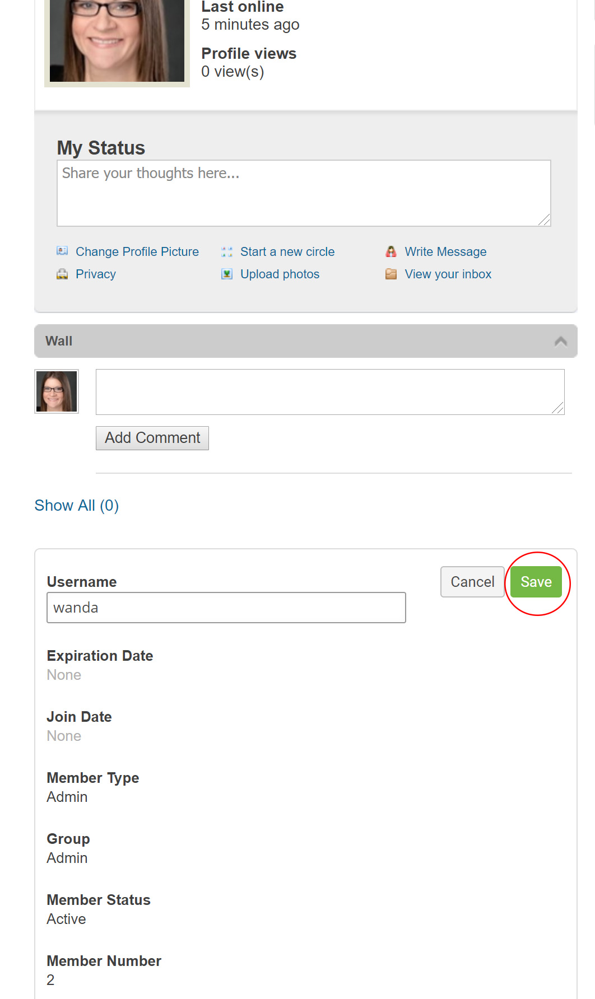 Last online
5 minutes ago
Profile views
0 view(s)
My Status
Share your thoughts here...
Change Profile Picture
Start a new circle
Write Message
Privacy
Upload photos
View your inbox
Wall
Add Comment
Show All (0)
Username
Cancel
Save
wanda
Expiration Date
None
Join Date
None
Member Type
Admin
Group
Admin
Member Status
Active
Member Number
2